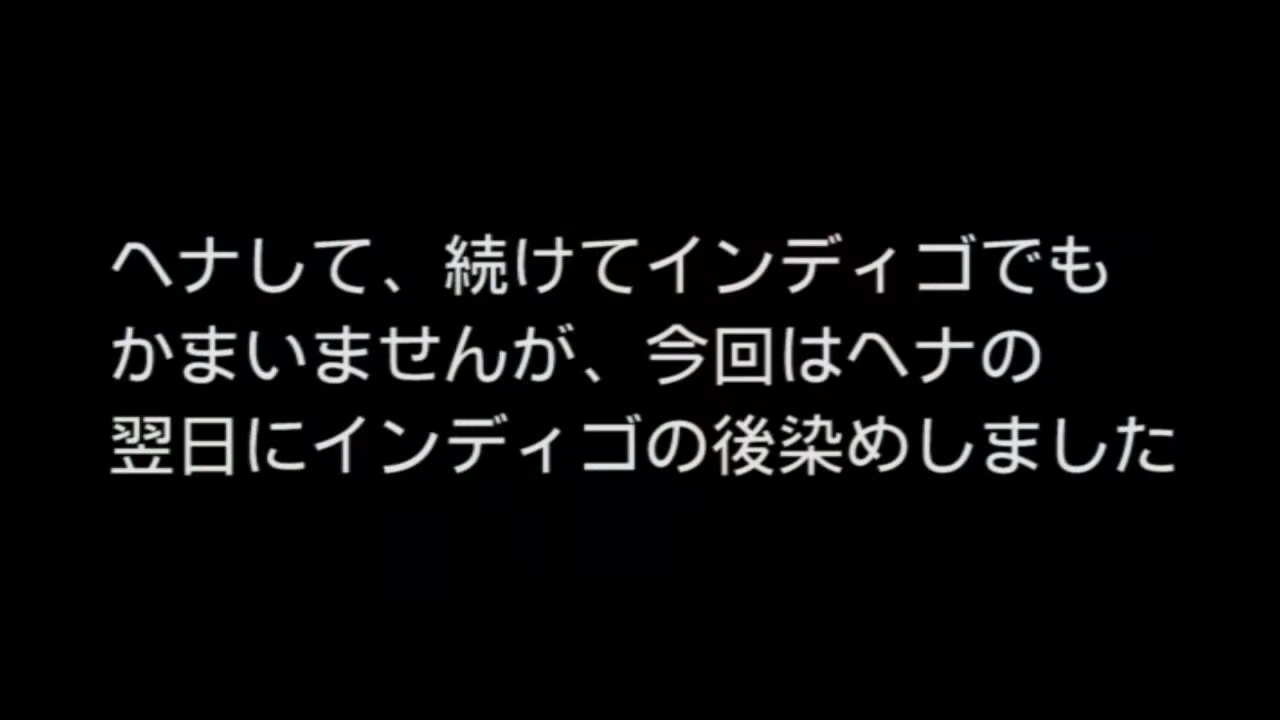 ヘナして、続けてインディゴでも
かまいませんが、今回はヘナの
翌日にインディゴの後染めしました